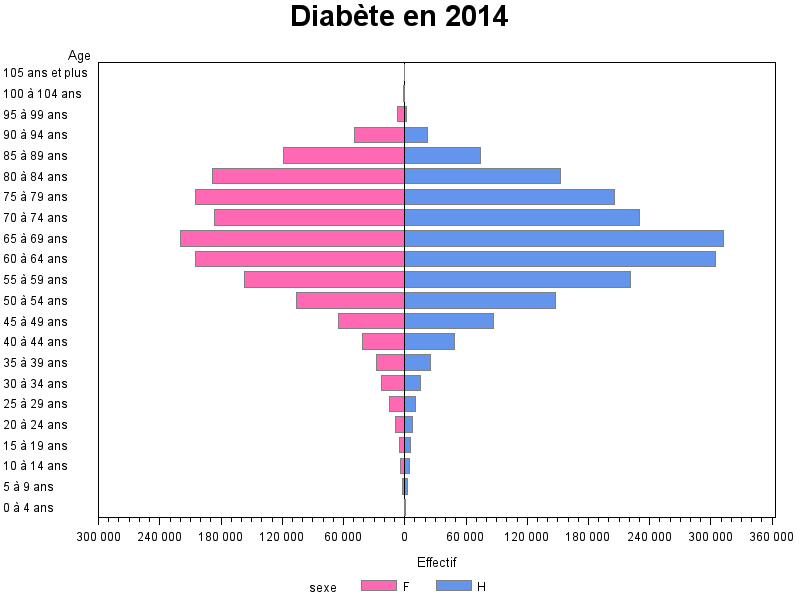 Diabète en 2014
Age
105 ans et plus
100 à 104 ans
95 à 99 ans
90 à 94 ans
85 à 89 ans
80 à 84 ans
75 à 79 ans
70 à 74 ans
65 à 69 ans
60 à 64 ans
55 à 59 ans
50 à 54 ans
45 à 49 ans
40 à 44 ans
35 à 39 ans
30 à 34 ans
25 à 29 ans
20 à 24 ans
15 à 19 ans
10 à 14 ans
5 à 9 ans
0 à 4 ans
300 000 240 000 180 000 120 000 60 000 0 60 000 120 000 180 000 240 000 300 000 360 000
Effectif
sexe F H